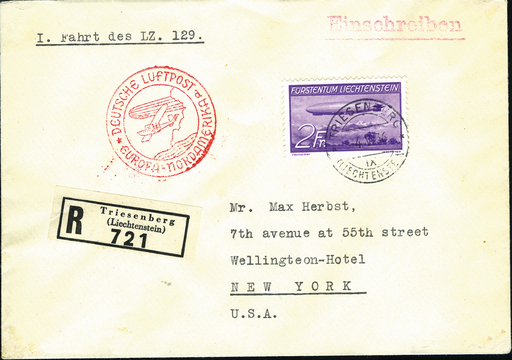 I. Fahrt des LZ. 129.
Einschreiben
* DEUTSCHE LUFTPOST *
EUROPA - NORDAMERIKA
FÜRSTENTUM LIECHTENSTEIN
2 Fr.
TRIESENBERG
IX
(LIECHTENSTEIN)
R
Triesenberg
(Liechtenstein)
721
Mr. Max Herbst,
7th avenue at 55th street
Wellingteon-Hotel
NEW YORK
U.S.A.